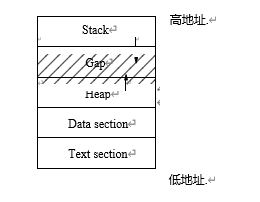 高地址.
Stack
Gap
Heap
Data section
Text section
低地址.